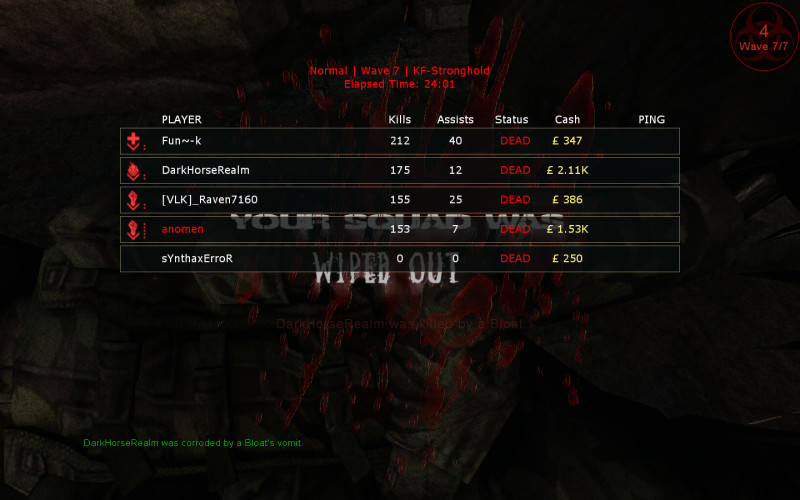 4
Wave 7/7
Normal | Wave 7 | KF-Stronghold
Elapsed Time: 24:01
PLAYER Kills Assists Status Cash PING
Fun~-k 212 40 DEAD £ 347
DarkHorseRealm 175 12 DEAD £ 2.11K
[VLK]_Raven7160 155 25 DEAD £ 386
YOUR SQUAD WAS
anomen 153 7 DEAD £ 1.53K
sYnthaxErroR 0 0 DEAD £ 250
WIPED OUT
DarkHorseRealm was killed by a Bloat
DarkHorseRealm was corroded by a Bloat's vomit.